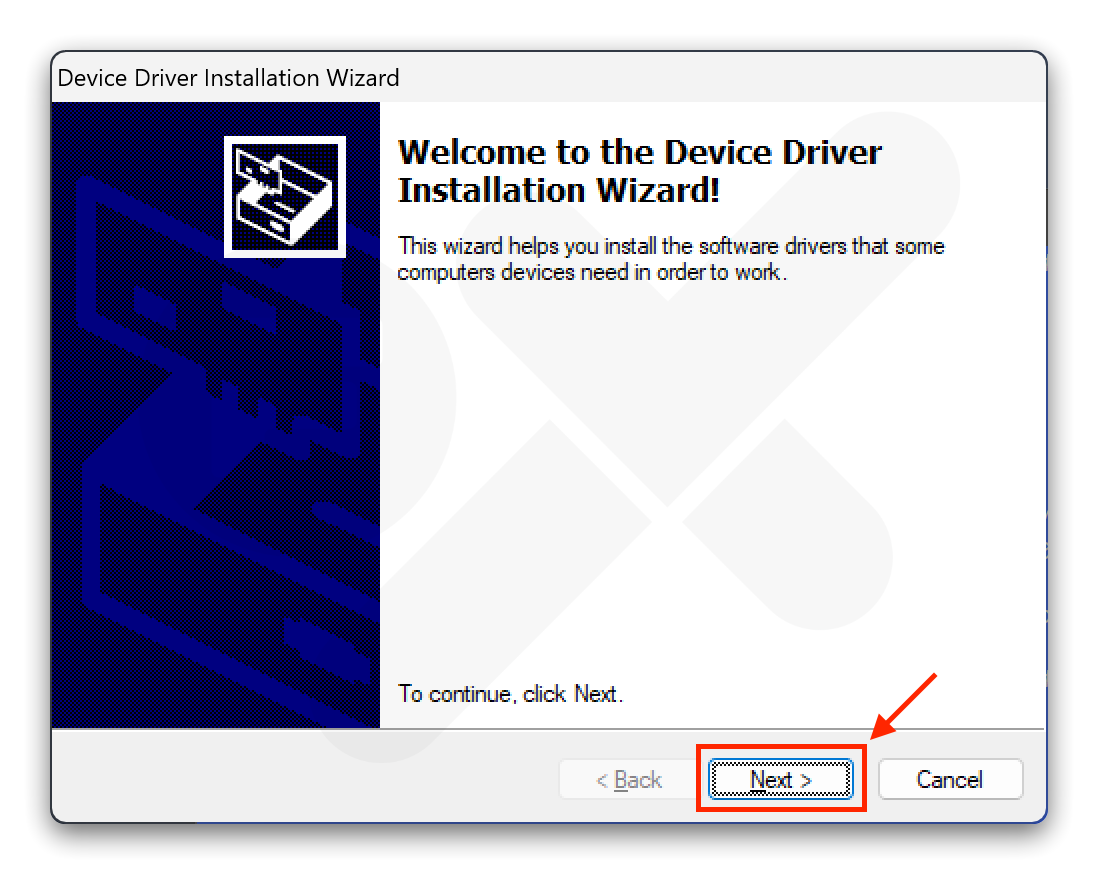 Device Driver Installation Wizard
Welcome to the Device Driver
Installation Wizard!
This wizard helps you install the software drivers that some
computers devices need in order to work.
To continue, click Next.
< Back
Next >
Cancel